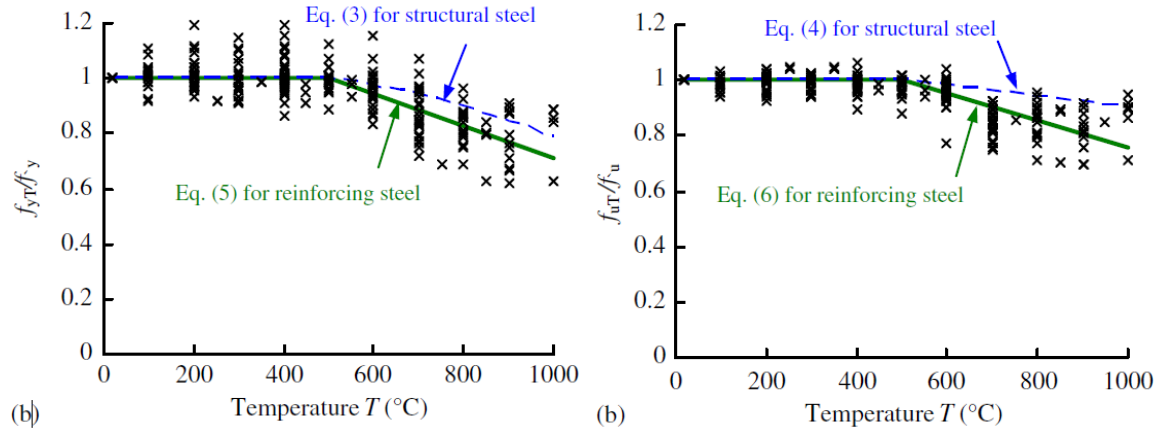 1.2
1
0.8
0.6
0.4
0.2
0
f_yT/f_y
Eq. (3) for structural steel
Eq. (5) for reinforcing steel
0
200
400
600
800
1000
Temperature T (°C)
(b)
1.2
1
0.8
0.6
0.4
0.2
0
f_uT/f_u
Eq. (4) for structural steel
Eq. (6) for reinforcing steel
0
200
400
600
800
1000
Temperature T (°C)
(b)